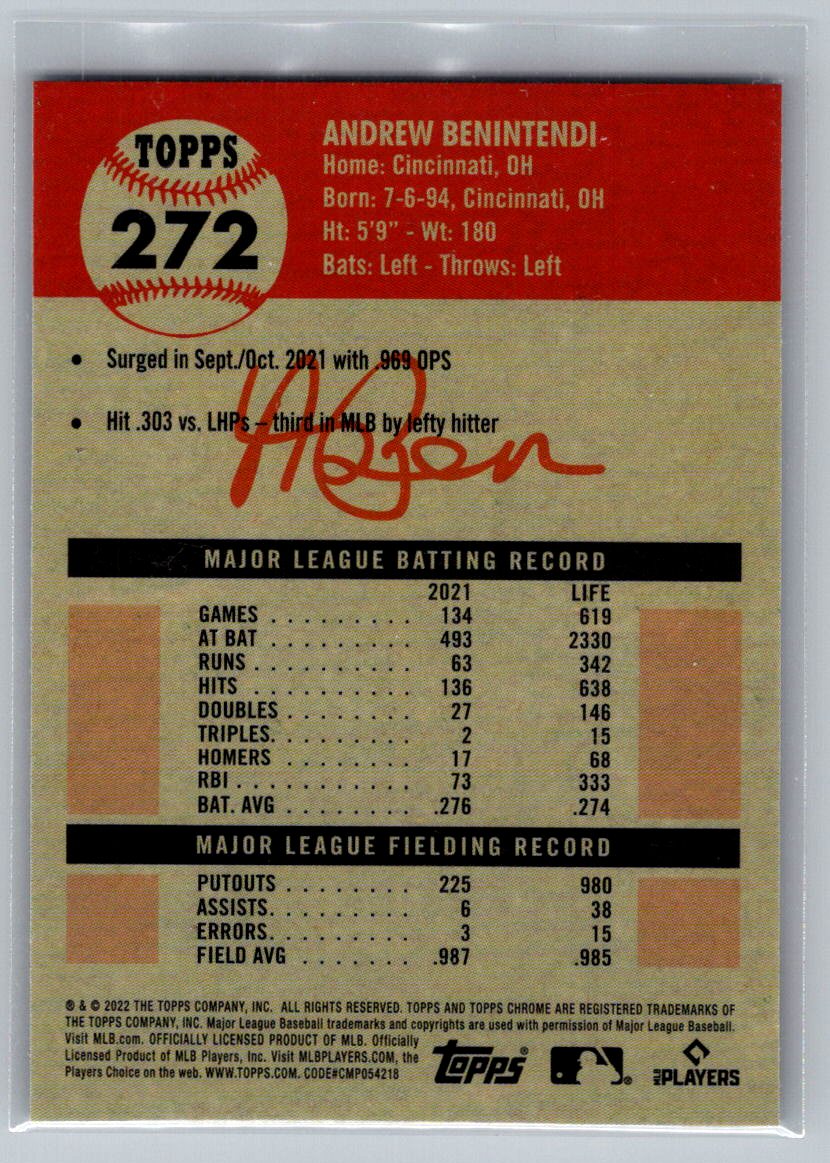 TOPPS
272
ANDREW BENINTENDI
Home: Cincinnati, OH
Born: 7-6-94, Cincinnati, OH
Ht: 5'9" - Wt: 180
Bats: Left - Throws: Left
• Surged in Sept./Oct. 2021 with .969 OPS
• Hit .303 vs. LHPs – third in MLB by lefty hitter
MAJOR LEAGUE BATTING RECORD
2021 LIFE
GAMES . . . . . . . . . 134 619
AT BAT . . . . . . . . . 493 2330
RUNS . . . . . . . . . . 63 342
HITS . . . . . . . . . . 136 638
DOUBLES . . . . . . . . 27 146
TRIPLES. . . . . . . . . 2 15
HOMERS . . . . . . . . . 17 68
RBI . . . . . . . . . . . 73 333
BAT. AVG . . . . . . . . .276 .274
MAJOR LEAGUE FIELDING RECORD
PUTOUTS . . . . . . . . 225 980
ASSISTS. . . . . . . . . 6 38
ERRORS. . . . . . . . . 3 15
FIELD AVG . . . . . . . .987 .985
® & © 2022 THE TOPPS COMPANY, INC. ALL RIGHTS RESERVED. TOPPS AND TOPPS CHROME ARE REGISTERED TRADEMARKS OF
THE TOPPS COMPANY, INC. Major League Baseball trademarks and copyrights are used with permission of Major League Baseball.
Visit MLB.com. OFFICIALLY LICENSED PRODUCT OF MLB. Officially
Licensed Product of MLB Players, Inc. Visit MLBPLAYERS.COM, the
Players Choice on the web. WWW.TOPPS.COM. CODE#CMP054218
Topps®
MLB PLAYERS